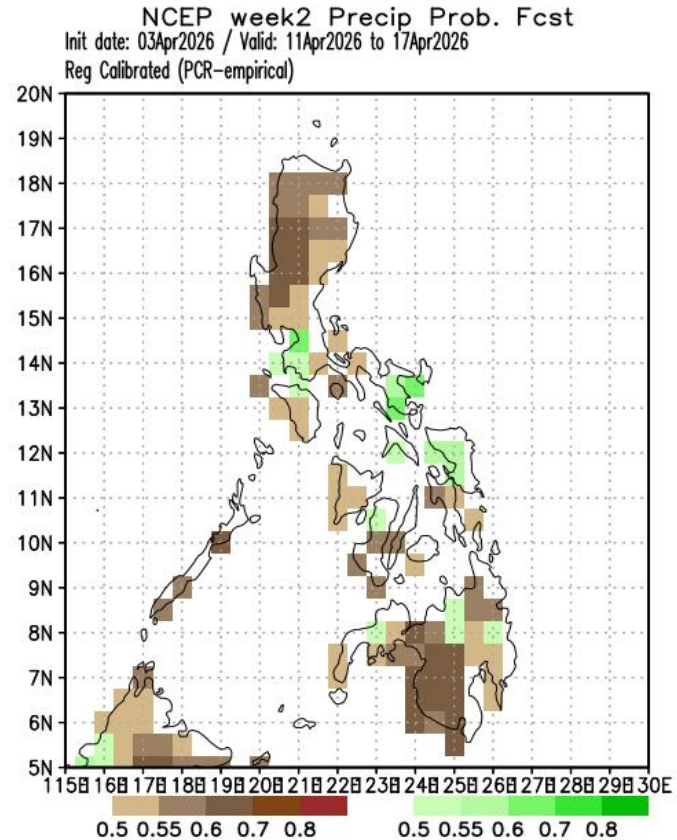 NCEP week2 Precip Prob. Fcst
Init date: 03Apr2026 / Valid: 11Apr2026 to 17Apr2026
Reg Calibrated (PCR-empirical)
20N
19N
18N
17N
16N
15N
14N
13N
12N
11N
10N
9N
8N
7N
6N
5N
115E 116E 117E 118E 119E 120E 121E 122E 123E 124E 125E 126E 127E 128E 129E 130E
0.5 0.55 0.6 0.7 0.8 0.5 0.55 0.6 0.7 0.8